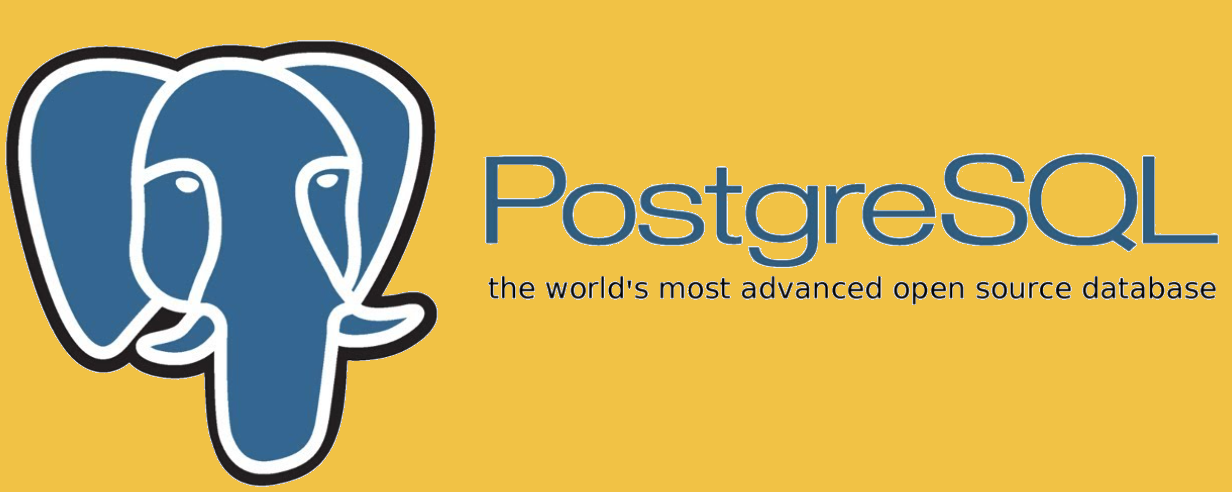 PostgreSQL
the world's most advanced open source database